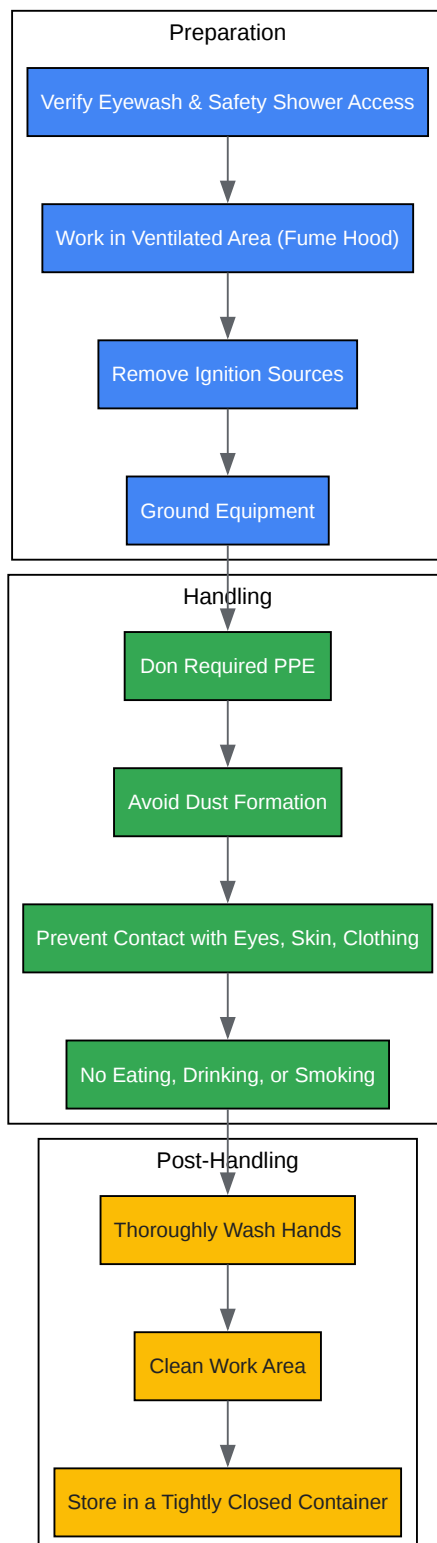 Preparation
Verify Eyewash & Safety Shower Access
Work in Ventilated Area (Fume Hood)
Remove Ignition Sources
Ground Equipment
Handling
Don Required PPE
Avoid Dust Formation
Prevent Contact with Eyes, Skin, Clothing
No Eating, Drinking, or Smoking
Post-Handling
Thoroughly Wash Hands
Clean Work Area
Store in a Tightly Closed Container